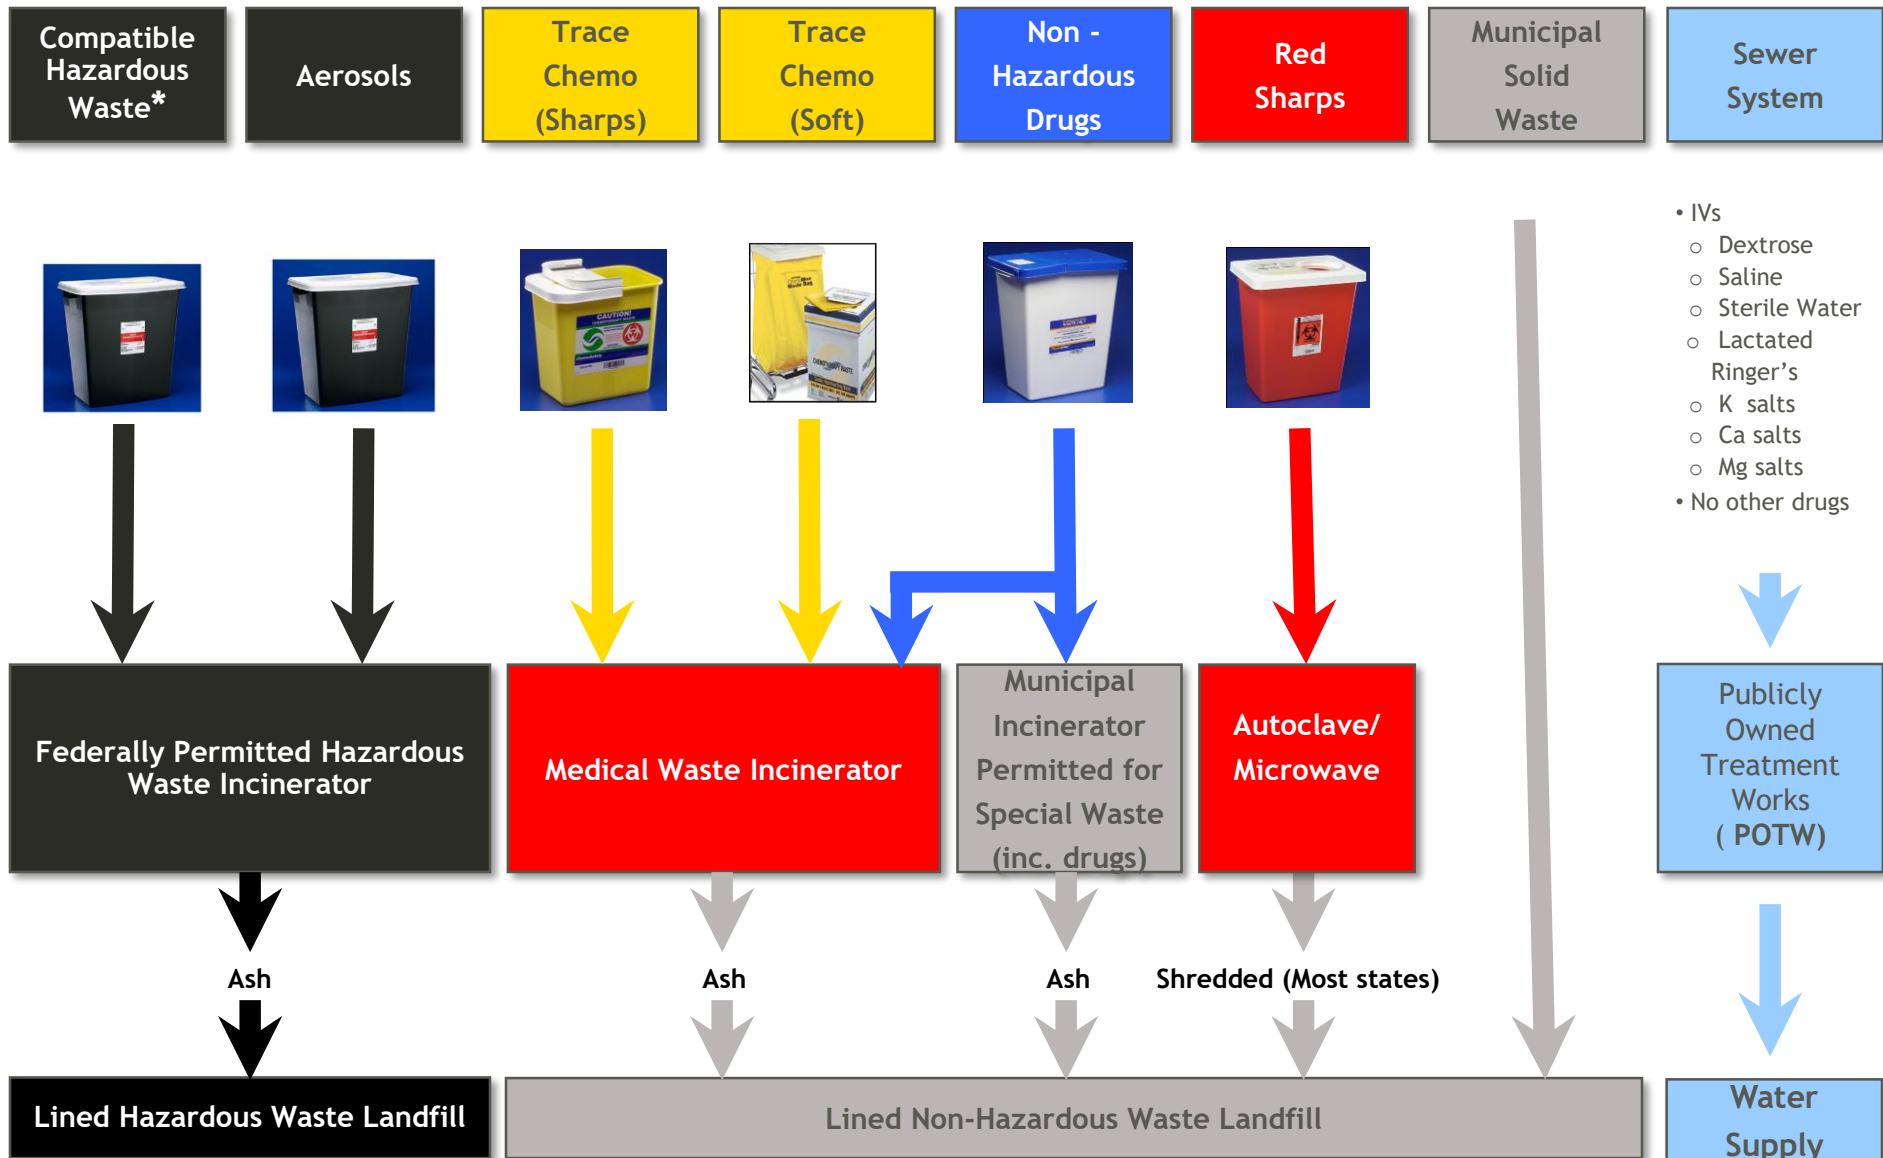 Compatible
Hazardous
Waste*
Aerosols
Trace
Chemo
(Sharps)
Trace
Chemo
(Soft)
Non -
Hazardous
Drugs
Red
Sharps
Municipal
Solid
Waste
Sewer
System
CAUTION!
CHEMOTHERAPY WASTE
• IVs
o Dextrose
o Saline
o Sterile Water
o Lactated
Ringer’s
o K salts
o Ca salts
o Mg salts
• No other drugs
Federally Permitted Hazardous
Waste Incinerator
Medical Waste Incinerator
Municipal
Incinerator
Permitted for
Special Waste
(inc. drugs)
Autoclave/
Microwave
Publicly
Owned
Treatment
Works
( POTW)
Ash
Ash
Ash
Shredded (Most states)
Lined Hazardous Waste Landfill
Lined Non-Hazardous Waste Landfill
Water
Supply